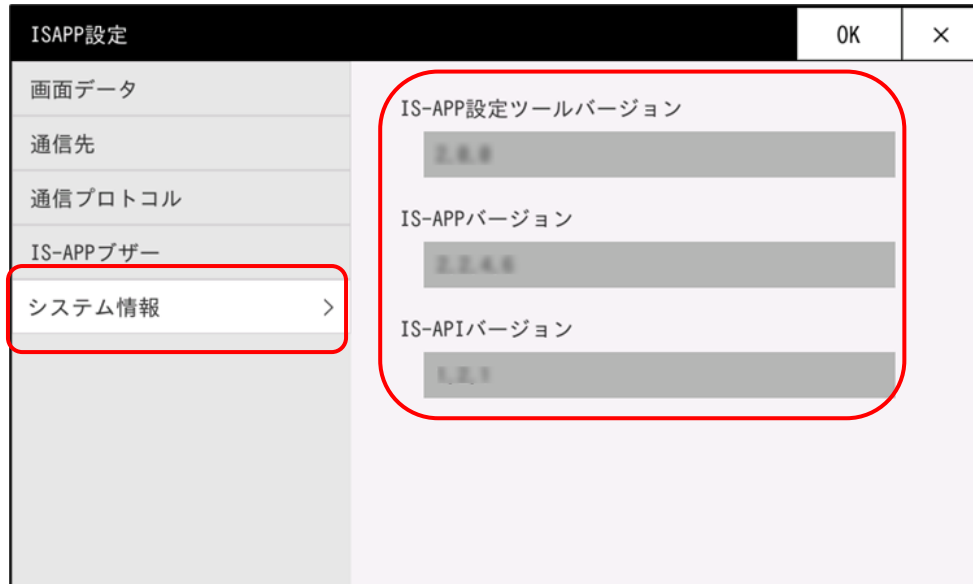 ISAPP設定
OK
×
画面データ
通信先
通信プロトコル
IS-APPブザー
システム情報
>
IS-APP設定ツールバージョン
IS-APPバージョン
IS-APIバージョン